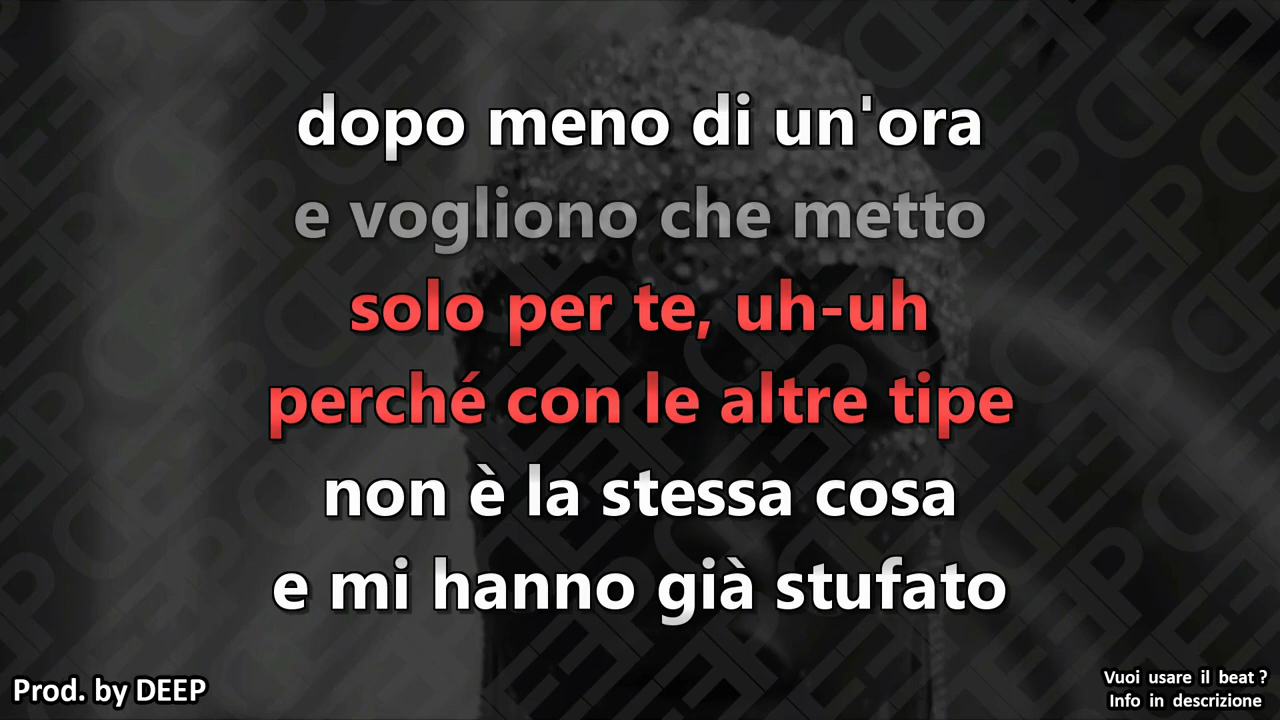 dopo meno di un'ora
e vogliono che metto
solo per te, uh-uh
perché con le altre tipe
non è la stessa cosa
e mi hanno già stufato
Prod. by DEEP
Vuoi usare il beat ?
Info in descrizione